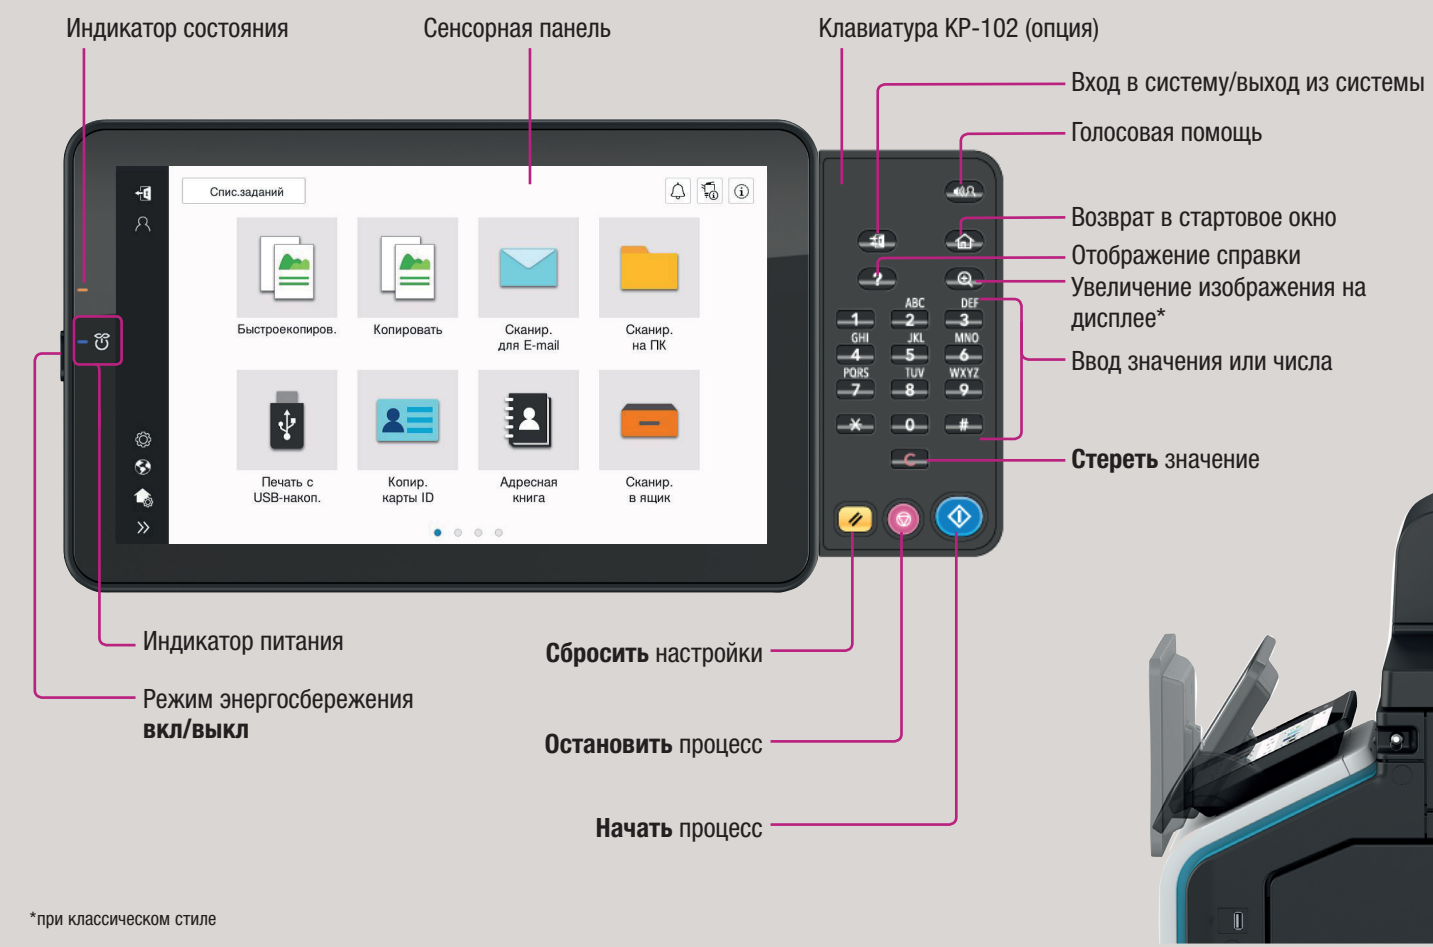 Индикатор состояния
Сенсорная панель
Клавиатура KP-102 (опция)
Вход в систему/выход из системы
Голосовая помощь
Возврат в стартовое окно
Отображение справки
Увеличение изображения на
дисплее*
Ввод значения или числа
Стереть значение
Спис.заданий
Быстроекопиров.
Копировать
Сканир.
для E-mail
Сканир.
на ПК
Печать с
USB-накоп.
Копир.
карты ID
Адресная
книга
Сканир.
в ящик
?
ABC
DEF
1
2
3
GHI
JKL
MNO
4
5
6
PQRS
TUV
WXYZ
7
8
9
0
#
C
Индикатор питания
Режим энергосбережения
вкл/выкл
Сбросить настройки
Остановить процесс
Начать процесс
*при классическом стиле